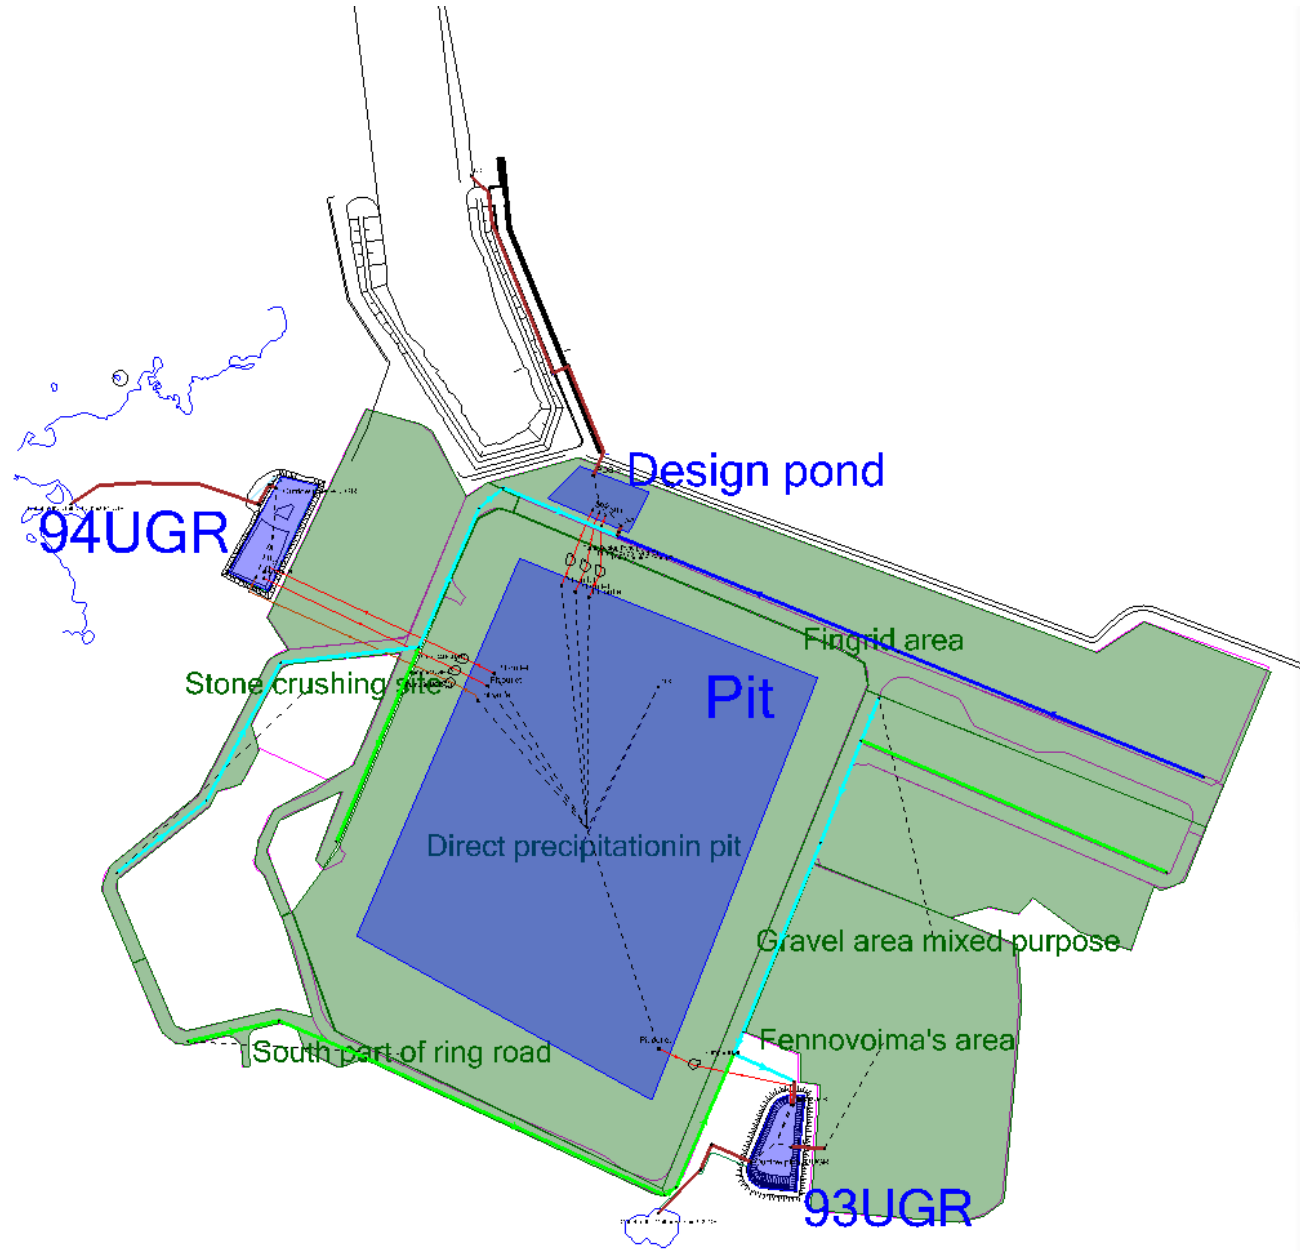 Design pond
94UGR
Fingrid area
Stone crushing site
Pit
Direct precipitationin pit
Gravel area mixed purpose
Fennovoima's area
South part of ring road
93UGR